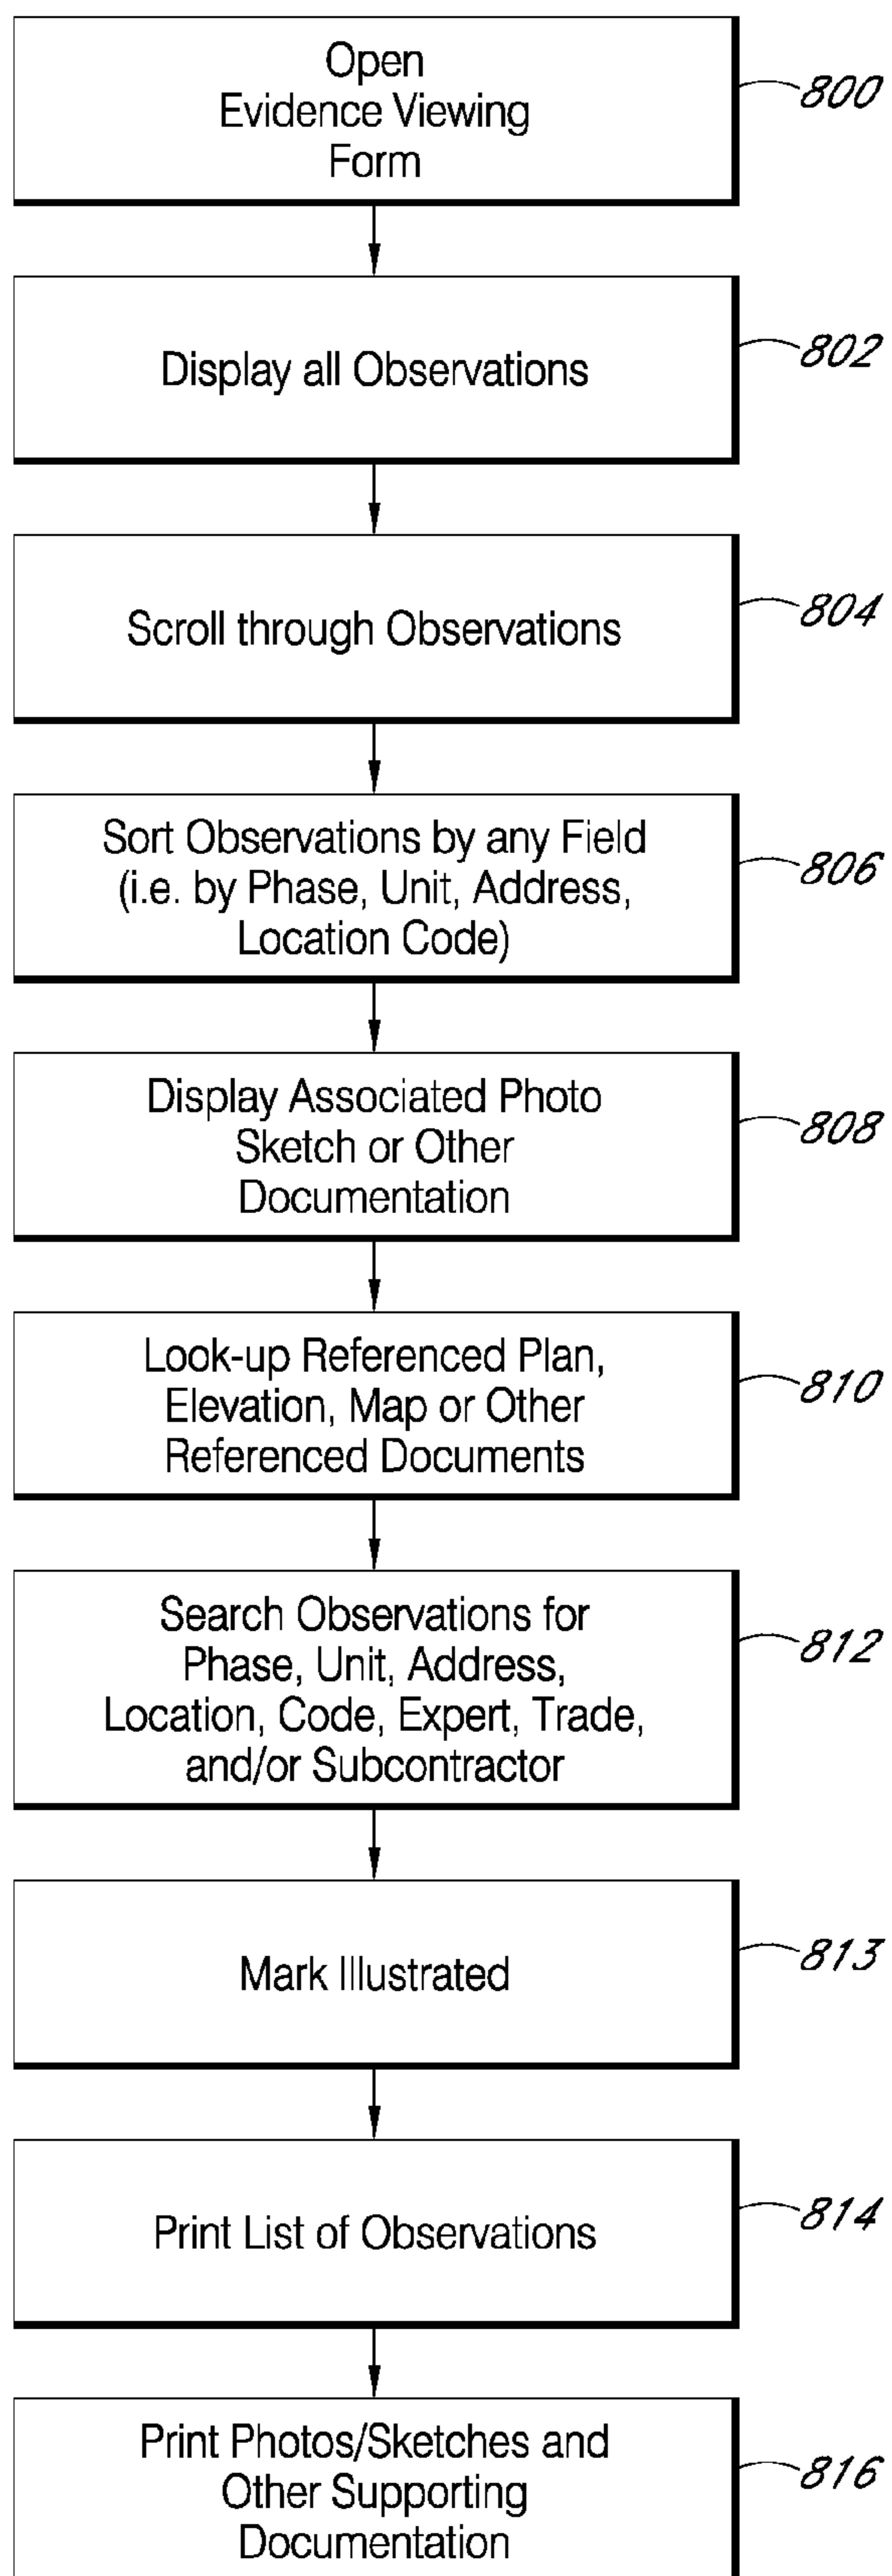 Open
Evidence Viewing
Form
800
Display all Observations
802
Scroll through Observations
804
Sort Observations by any Field
(i.e. by Phase, Unit, Address,
Location Code)
806
Display Associated Photo
Sketch or Other
Documentation
808
Look-up Referenced Plan,
Elevation, Map or Other
Referenced Documents
810
Search Observations for
Phase, Unit, Address,
Location, Code, Expert, Trade,
and/or Subcontractor
812
Mark Illustrated
813
Print List of Observations
814
Print Photos/Sketches and
Other Supporting
Documentation
816